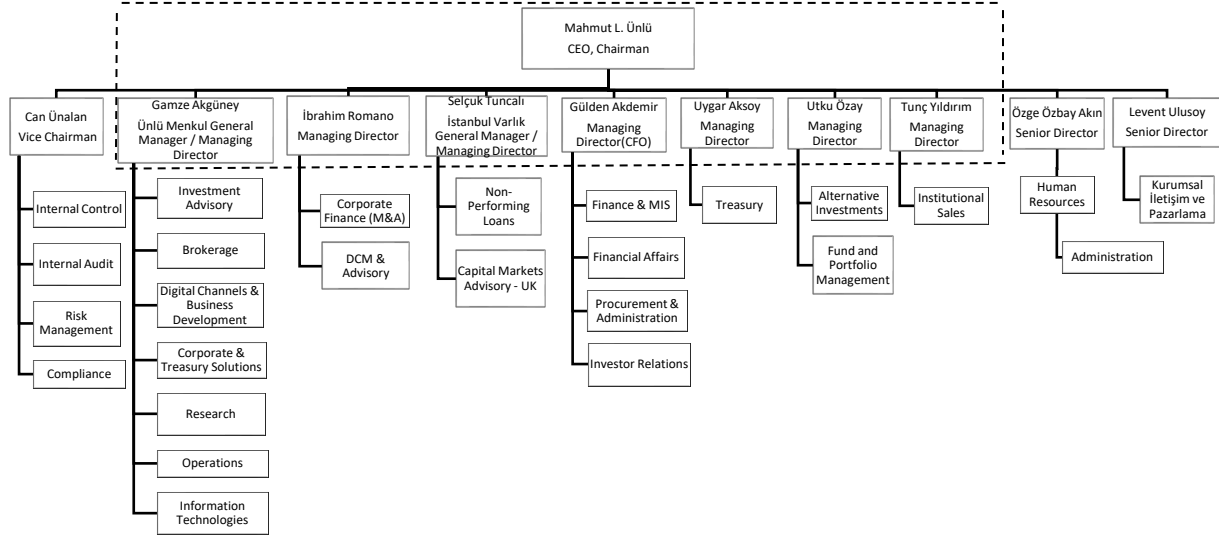 Mahmut L. Ünlü
CEO, Chairman
Can Ünalan
Vice Chairman
Internal Control
Internal Audit
Risk
Management
Compliance
Gamze Akgüney
Ünlü Menkul General
Manager / Managing
Director
Investment
Advisory
Brokerage
Digital Channels &
Business
Development
Corporate &
Treasury Solutions
Research
Operations
Information
Technologies
İbrahim Romano
Managing Director
Corporate
Finance (M&A)
DCM &
Advisory
Selçuk Tuncalı
İstanbul Varlık
General Manager /
Managing Director
Non-
Performing
Loans
Capital Markets
Advisory - UK
Gülden Akdemir
Managing
Director(CFO)
Finance & MIS
Financial Affairs
Procurement &
Administration
Investor Relations
Uygar Aksoy
Managing
Director
Treasury
Utku Özay
Managing
Director
Alternative
Investments
Fund and
Portfolio
Management
Tunç Yıldırım
Managing
Director
Institutional
Sales
Özge Özbay Akın
Senior Director
Human
Resources
Administration
Levent Ulusoy
Senior Director
Kurumsal
İletişim ve
Pazarlama